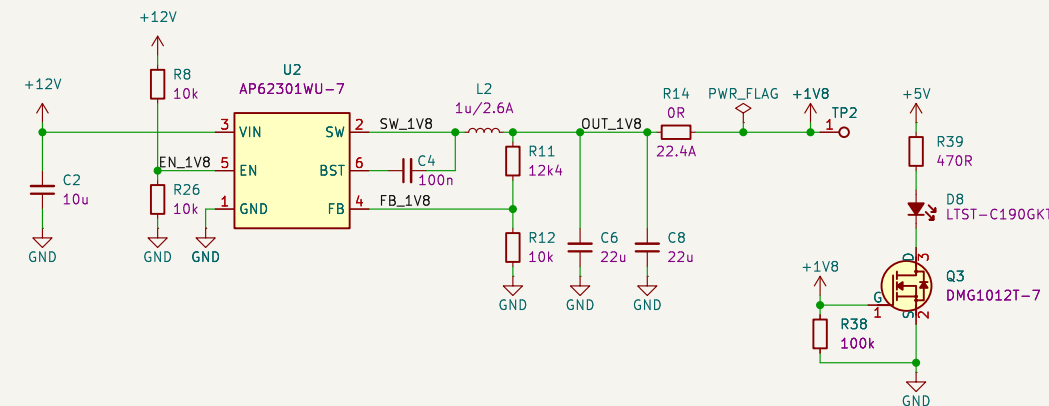 +12V
+12V
R8
10k
U2
AP62301WU-7
3
VIN
SW
2
SW_1V8
EN_1V8
5
EN
BST
6
C4
100n
1
GND
FB
4
FB_1V8
C2
10u
GND
R26
10k
GND
GND
L2
1u/2.6A
R11
12k4
R12
10k
GND
OUT_1V8
C6
22u
GND
C8
22u
GND
R14
0R
22.4A
PWR_FLAG
+1V8
TP2
1
+5V
R39
470R
D8
LTST-C190GKT
+1V8
G
1
D
3
Q3
DMG1012T-7
S
2
R38
100k
GND